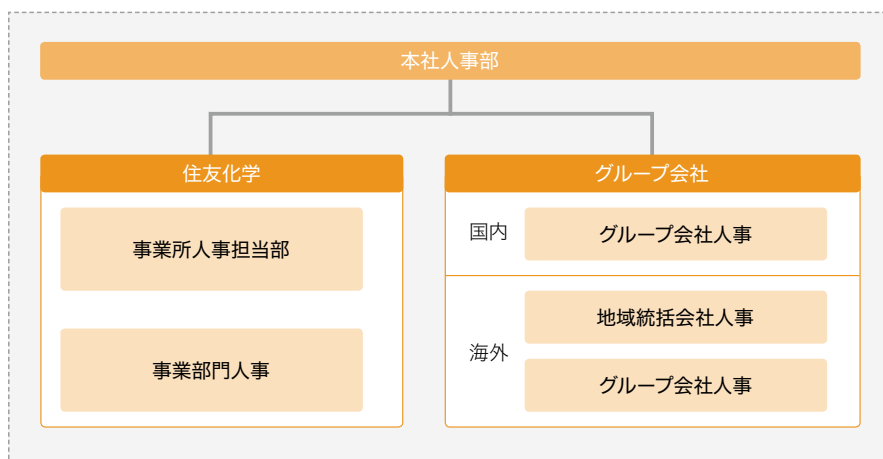 本社人事部
住友化学
事業所人事担当部
事業部門人事
グループ会社
国内
グループ会社人事
海外
地域統括会社人事
グループ会社人事